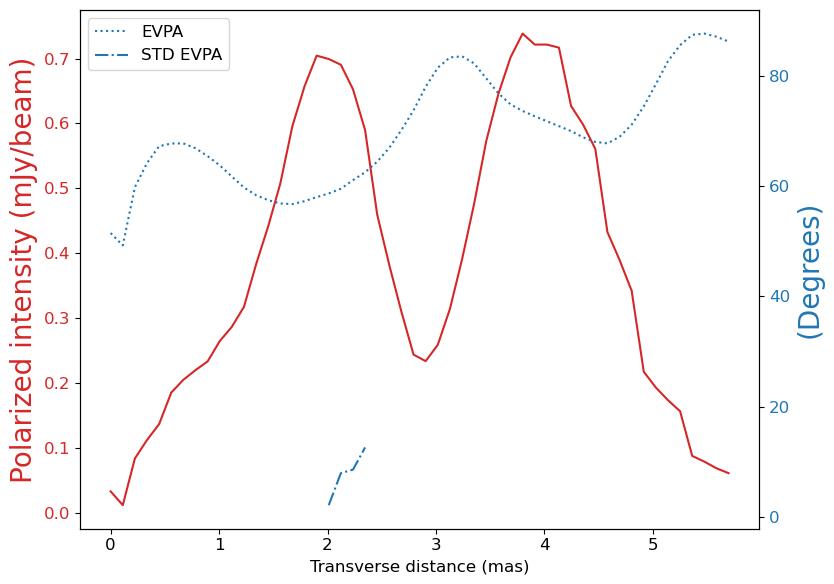 EVPA
STD EVPA
Polarized intensity (mJy/beam)
0.7
0.6
0.5
0.4
0.3
0.2
0.1
0.0
80
60
40
20
0
(Degrees)
0 1 2 3 4 5
Transverse distance (mas)